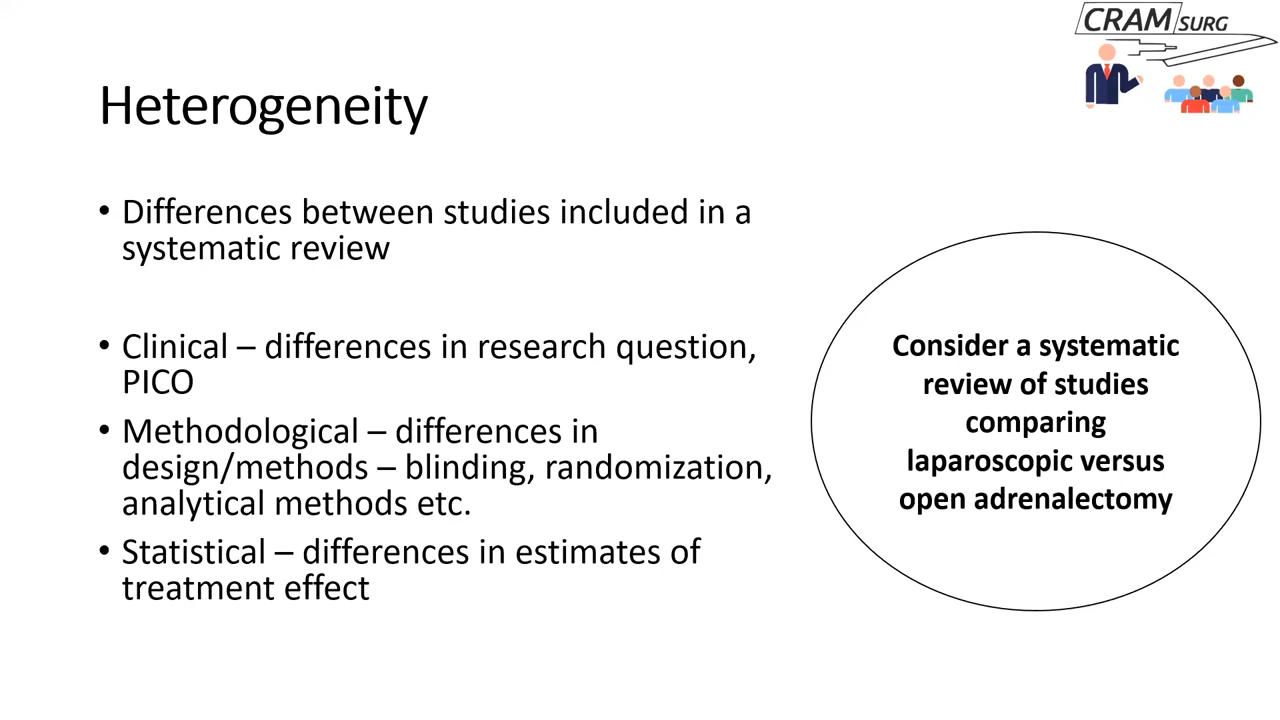 CRAM SURG
Heterogeneity
• Differences between studies included in a
systematic review
• Clinical – differences in research question,
PICO
• Methodological – differences in
design/methods – blinding, randomization,
analytical methods etc.
• Statistical – differences in estimates of
treatment effect
Consider a systematic
review of studies
comparing
laparoscopic versus
open adrenalectomy